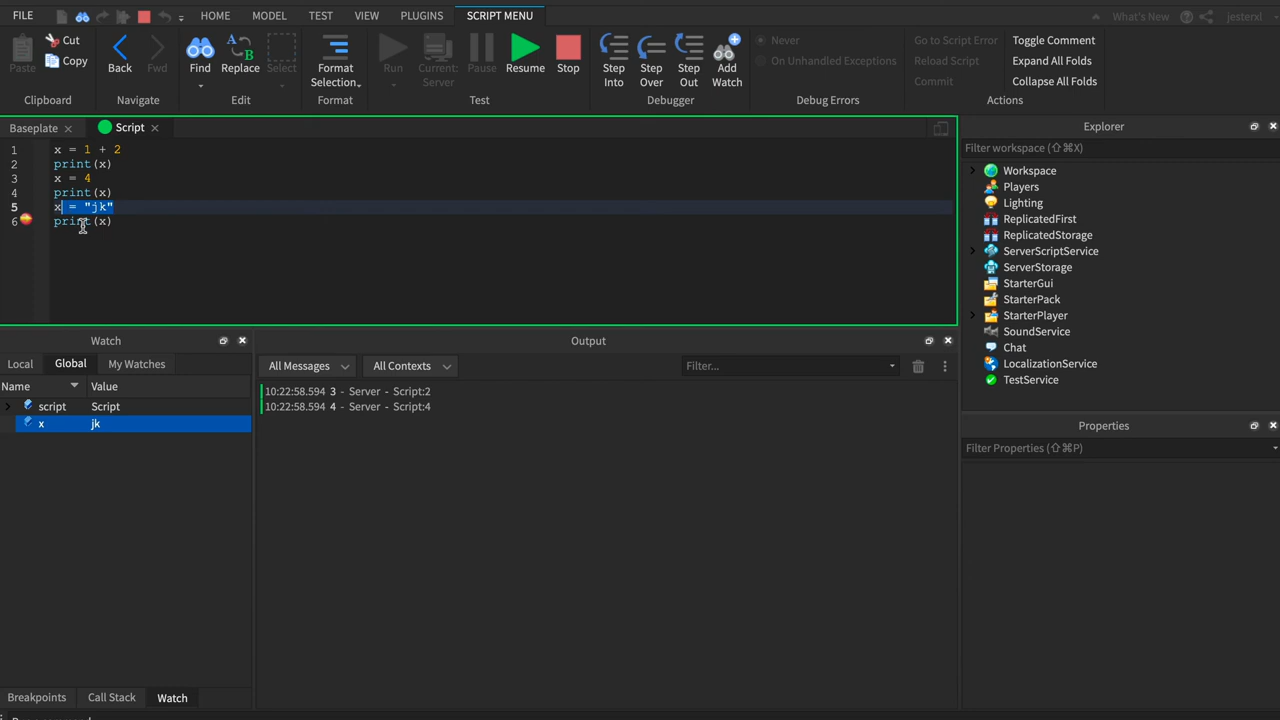 FILE HOME MODEL TEST VIEW PLUGINS SCRIPT MENU What's New jesterxl
Paste Cut Copy
Back Fwd
Find Replace Select
Format Selection
Run Current: Server Pause Resume Stop
Step Into Step Over Step Out Add Watch
Never
On Unhandled Exceptions
Go to Script Error
Reload Script
Commit
Toggle Comment
Expand All Folds
Collapse All Folds
Clipboard Navigate Edit Format Test Debugger Debug Errors Actions
Baseplate Script
1 x = 1 + 2
2 print(x)
3 x = 4
4 print(x)
5 x = "jk"
6 print(x)
Explorer
Filter workspace (⇧⌘X)
Workspace
Players
Lighting
ReplicatedFirst
ReplicatedStorage
ServerScriptService
ServerStorage
StarterGui
StarterPack
StarterPlayer
SoundService
Chat
LocalizationService
TestService
Watch
Local Global My Watches
Name Value
script Script
x jk
Breakpoints Call Stack Watch
Output
All Messages All Contexts Filter...
10:22:58.594 3 - Server - Script:2
10:22:58.594 4 - Server - Script:4
Properties
Filter Properties (⇧⌘P)